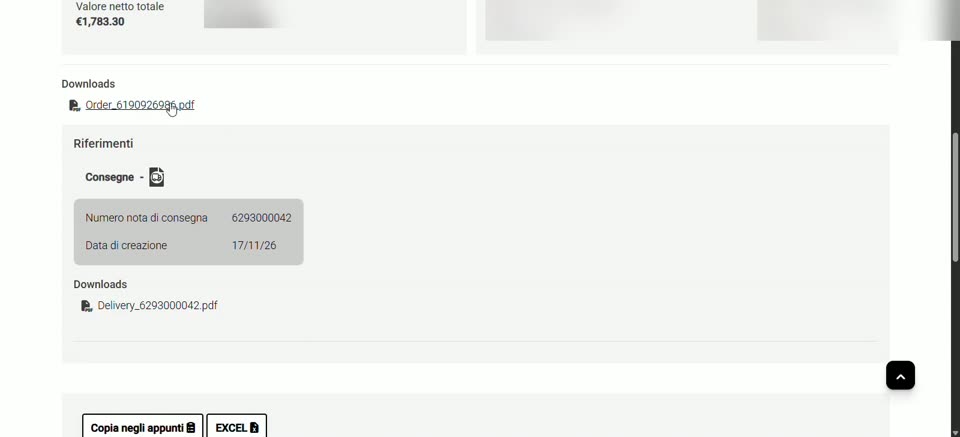 Valore netto totale
€1,783.30
Downloads
Order_6190926986.pdf
Riferimenti
Consegne -
Numero nota di consegna 6293000042
Data di creazione 17/11/26
Downloads
Delivery_6293000042.pdf
Copia negli appunti EXCEL